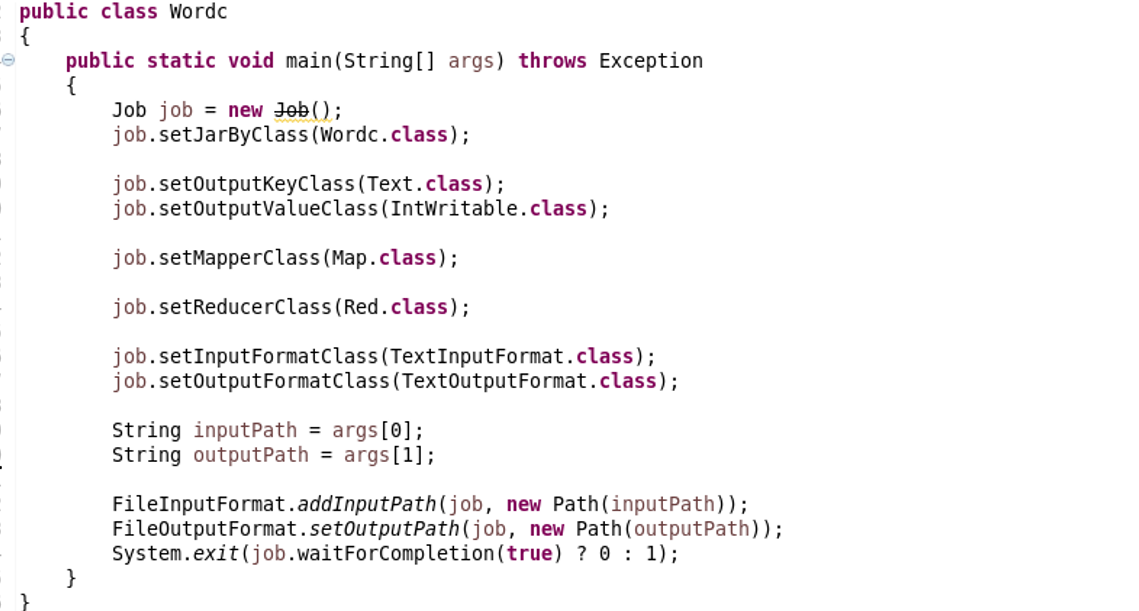 public class Wordc
{
public static void main(String[] args) throws Exception
{
Job job = new Job();
job.setJarByClass(Wordc.class);
job.setOutputKeyClass(Text.class);
job.setOutputValueClass(IntWritable.class);
job.setMapperClass(Map.class);
job.setReducerClass(Red.class);
job.setInputFormatClass(TextInputFormat.class);
job.setOutputFormatClass(TextOutputFormat.class);
String inputPath = args[0];
String outputPath = args[1];
FileInputFormat.addInputPath(job, new Path(inputPath));
FileOutputFormat.setOutputPath(job, new Path(outputPath));
System.exit(job.waitForCompletion(true) ? 0 : 1);
}
}